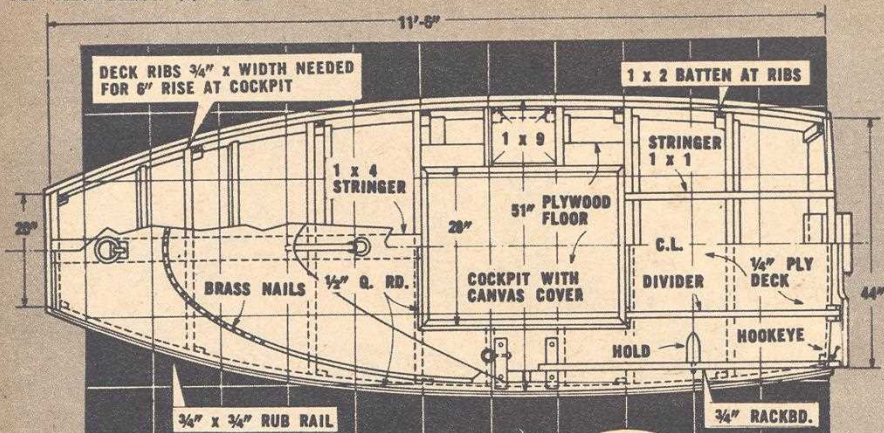 11'-6"
DECK RIBS ¾" x WIDTH NEEDED
FOR 6" RISE AT COCKPIT
1 x 2 BATTEN AT RIBS
1 x 9
STRINGER
1 x 1
1 x 4
STRINGER
51" PLYWOOD
FLOOR
20"
28"
C.L.
¼" PLY
DECK
BRASS NAILS
½" Q. RD.
COCKPIT WITH
CANVAS COVER
DIVIDER
44"
HOLD
HOOKEYE
¾" x ¾" RUB RAIL
¾" RACKBD.